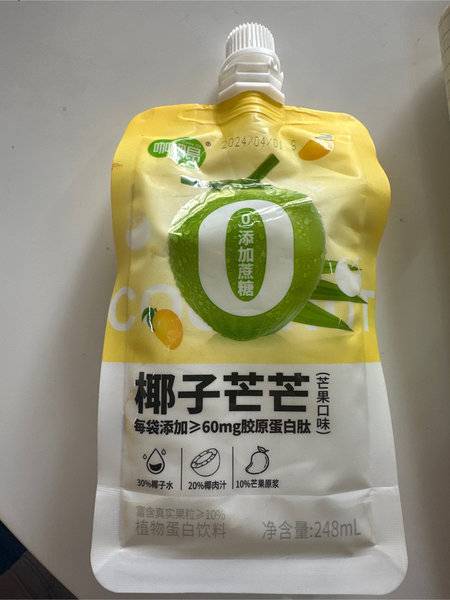 2024/04/01 S
0
添加蔗糖
椰子芒芒
(芒果口味)
每袋添加≥60mg胶原蛋白肽
30%椰子水
20%椰肉汁
10%芒果原浆
富含真实果粒≥10%
植物蛋白饮料
净含量:248mL